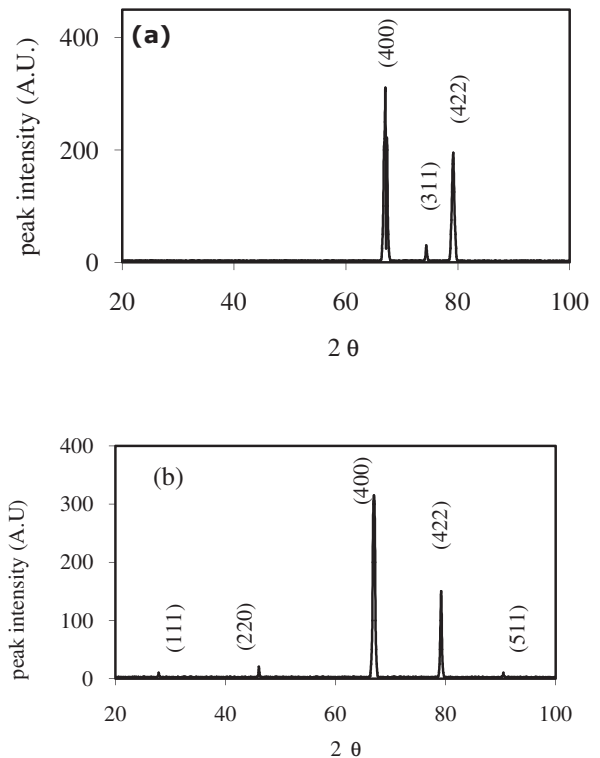 (a)
peak intensity (A.U.)
400
200
0
(400)
(311)
(422)
20 40 60 80 100
2 θ
(b)
peak intensity (A.U)
400
300
200
100
0
(111)
(220)
(400)
(422)
(511)
20 40 60 80 100
2 θ